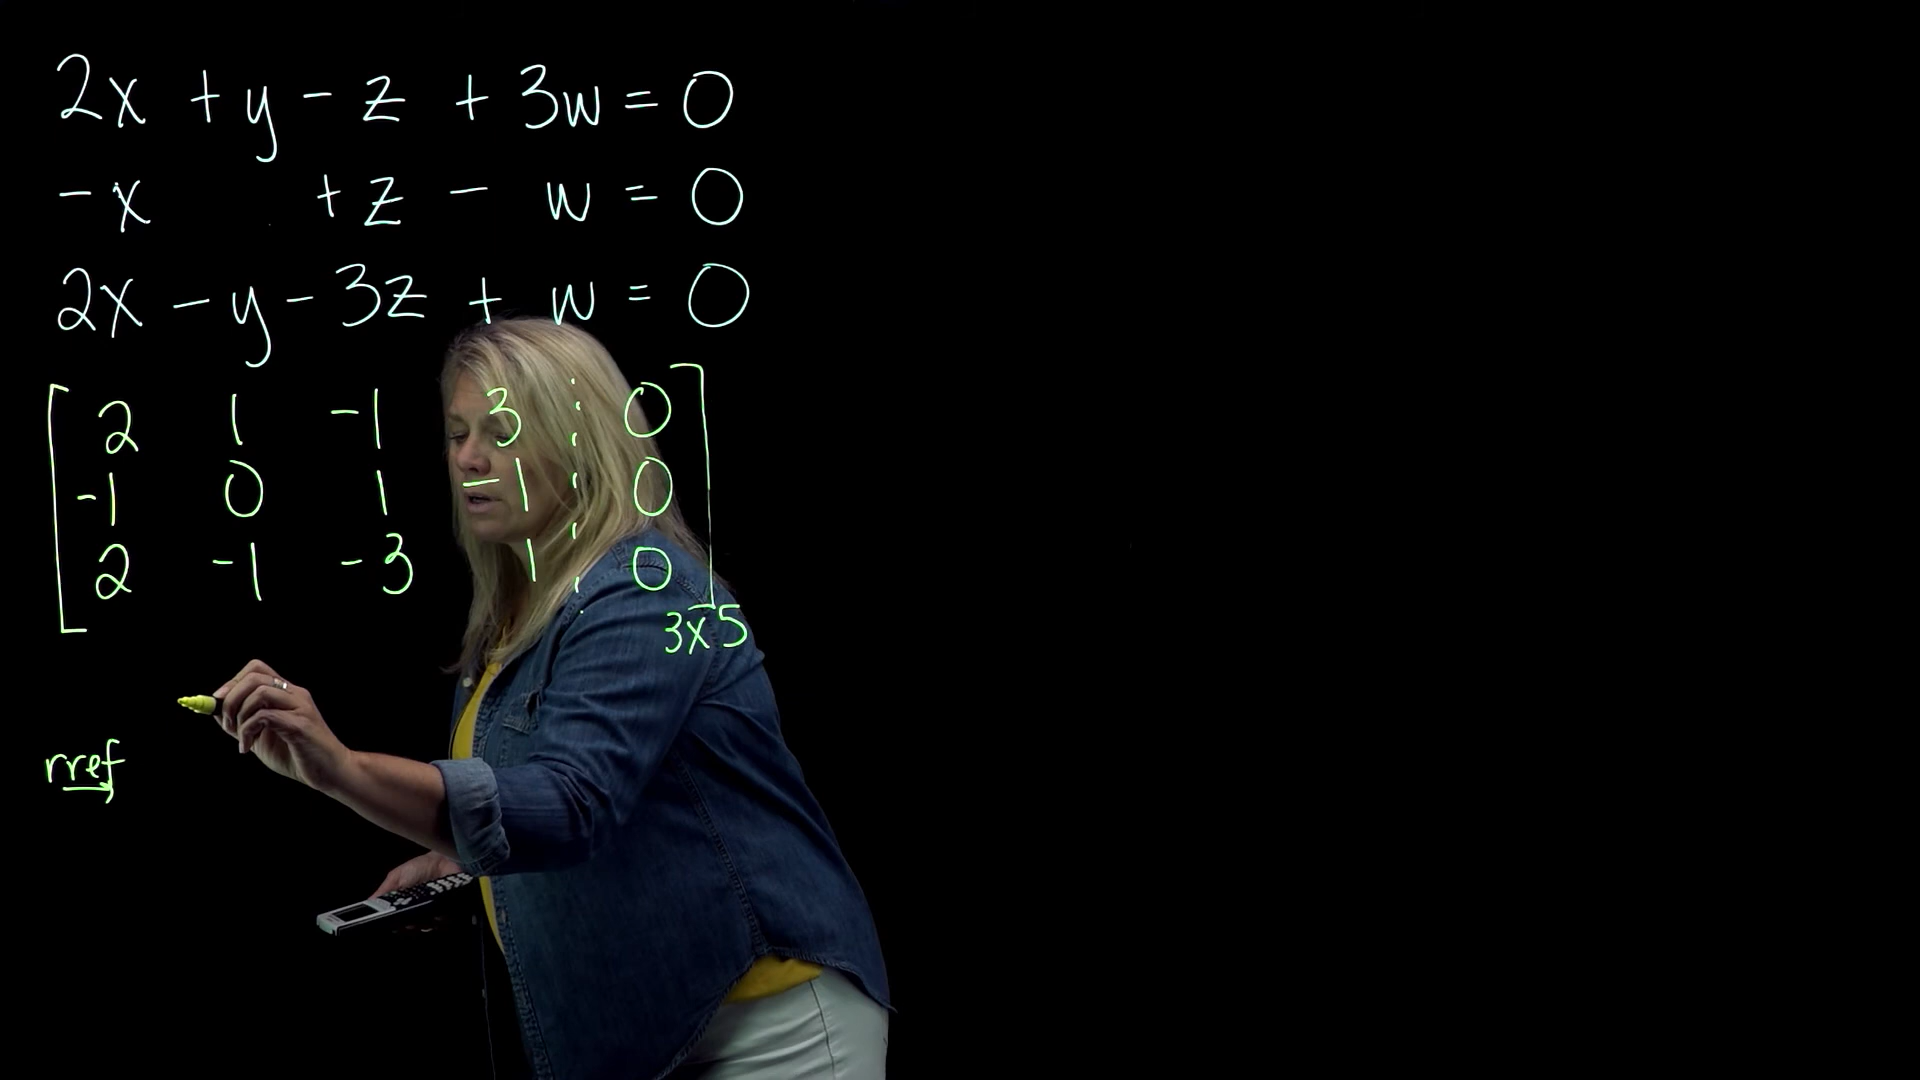 2x + y - z + 3w = 0
-x + z - w = 0
2x - y - 3z + w = 0
2 1 -1 3 0
-1 0 1 -1 0
2 -1 -3 1 0
3x5
rref